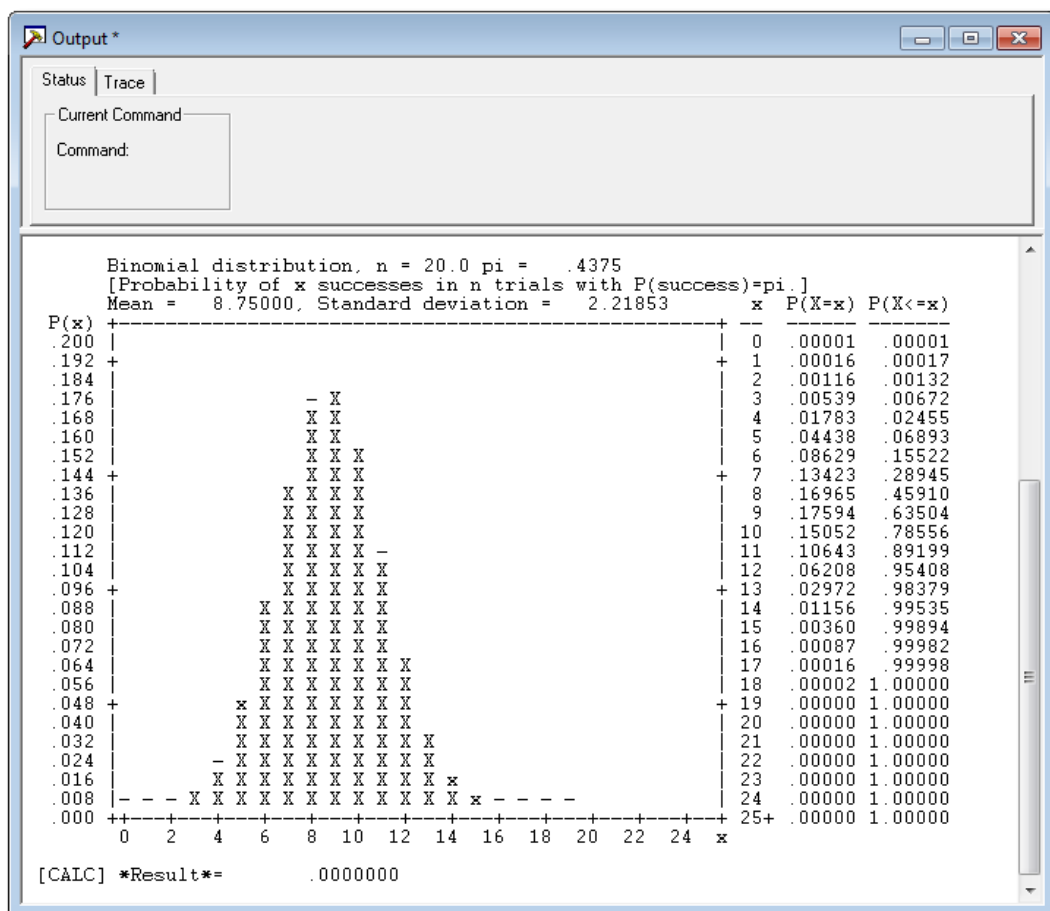 Output *
Status Trace
Current Command
Command:
Binomial distribution, n = 20.0 pi = .4375
[Probability of x successes in n trials with P(success)=pi.]
Mean = 8.75000, Standard deviation = 2.21853 x P(X=x) P(X<=x)
P(x) +---------------------------------------------------+ -- ------ -------
.200 | | 0 .00001 .00001
.192 + + 1 .00016 .00017
.184 | | 2 .00116 .00132
.176 | - X | 3 .00539 .00672
.168 | X X | 4 .01783 .02455
.160 | X X | 5 .04438 .06893
.152 | X X X | 6 .08629 .15522
.144 + X X X + 7 .13423 .28945
.136 | X X X X | 8 .16965 .45910
.128 | X X X X | 9 .17594 .63504
.120 | X X X X | 10 .15052 .78556
.112 | X X X X - | 11 .10643 .89199
.104 | X X X X X | 12 .06208 .95408
.096 + X X X X X + 13 .02972 .98379
.088 | X X X X X X | 14 .01156 .99535
.080 | X X X X X X | 15 .00360 .99894
.072 | X X X X X X | 16 .00087 .99982
.064 | X X X X X X X | 17 .00016 .99998
.056 | X X X X X X X | 18 .00002 1.00000
.048 + x X X X X X X X + 19 .00000 1.00000
.040 | X X X X X X X X | 20 .00000 1.00000
.032 | X X X X X X X X X | 21 .00000 1.00000
.024 | - X X X X X X X X X | 22 .00000 1.00000
.016 | X X X X X X X X X X x | 23 .00000 1.00000
.008 |- - - X X X X X X X X X X X X x - - - - | 24 .00000 1.00000
.000 ++---+---+---+---+---+---+---+---+---+---+---+---+--+ 25+ .00000 1.00000
0 2 4 6 8 10 12 14 16 18 20 22 24 x
[CALC] *Result*= .0000000